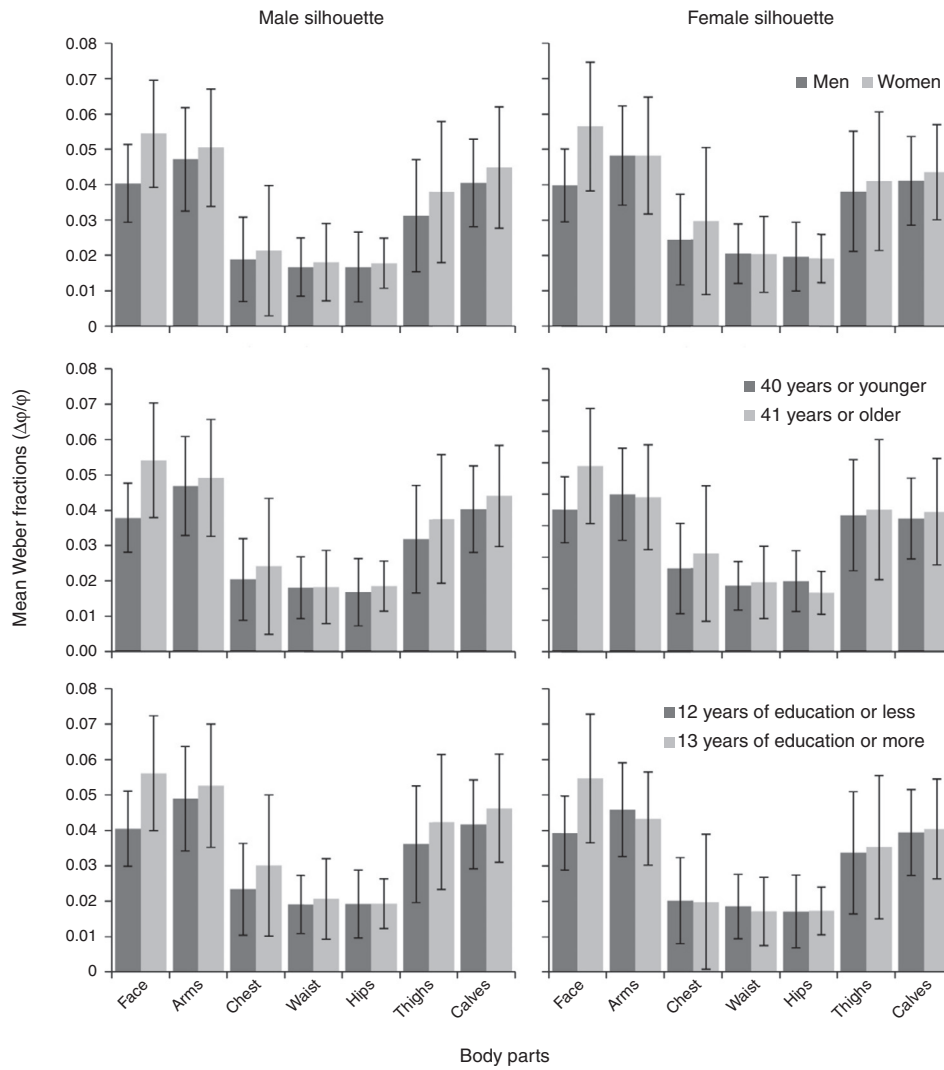 Male silhouette
Female silhouette
0.08
0.07
0.06
0.05
0.04
0.03
0.02
0.01
0
Men Women
0.08
0.07
0.06
0.05
0.04
0.03
0.02
0.01
0.00
40 years or younger
41 years or older
Mean Weber fractions (Δφ/φ)
0.08
0.07
0.06
0.05
0.04
0.03
0.02
0.01
0
12 years of education or less
13 years of education or more
Face Arms Chest Waist Hips Thighs Calves
Face Arms Chest Waist Hips Thighs Calves
Body parts